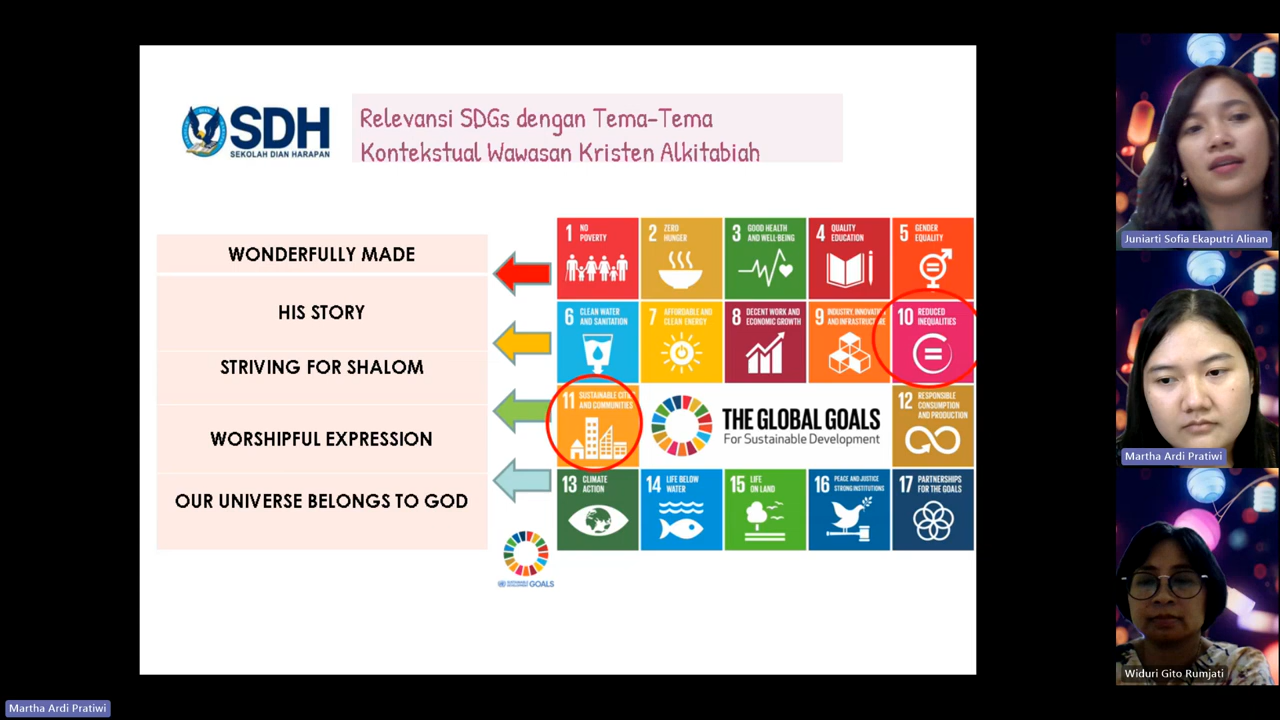 SDH
SEKOLAH DIAN HARAPAN
Relevansi SDGs dengan Tema-Tema
Kontekstual Wawasan Kristen Alkitabiah
WONDERFULLY MADE
HIS STORY
STRIVING FOR SHALOM
WORSHIPFUL EXPRESSION
OUR UNIVERSE BELONGS TO GOD
1 NO
POVERTY
2 ZERO
HUNGER
3 GOOD HEALTH
AND WELL-BEING
4 QUALITY
EDUCATION
5 GENDER
EQUALITY
6 CLEAN WATER
AND SANITATION
7 AFFORDABLE AND
CLEAN ENERGY
8 DECENT WORK AND
ECONOMIC GROWTH
9 INDUSTRY, INNOVATION
AND INFRASTRUCTURE
10 REDUCED
INEQUALITIES
11 SUSTAINABLE CITIES
AND COMMUNITIES
THE GLOBAL GOALS
For Sustainable Development
12 RESPONSIBLE
CONSUMPTION
AND PRODUCTION
13 CLIMATE
ACTION
14 LIFE BELOW
WATER
15 LIFE
ON LAND
16 PEACE AND JUSTICE
STRONG INSTITUTIONS
17 PARTNERSHIPS
FOR THE GOALS
GOALS
Juniarti Sofia Ekaputri Alinan
Martha Ardi Pratiwi
Widuri Gito Rumjati
Martha Ardi Pratiwi